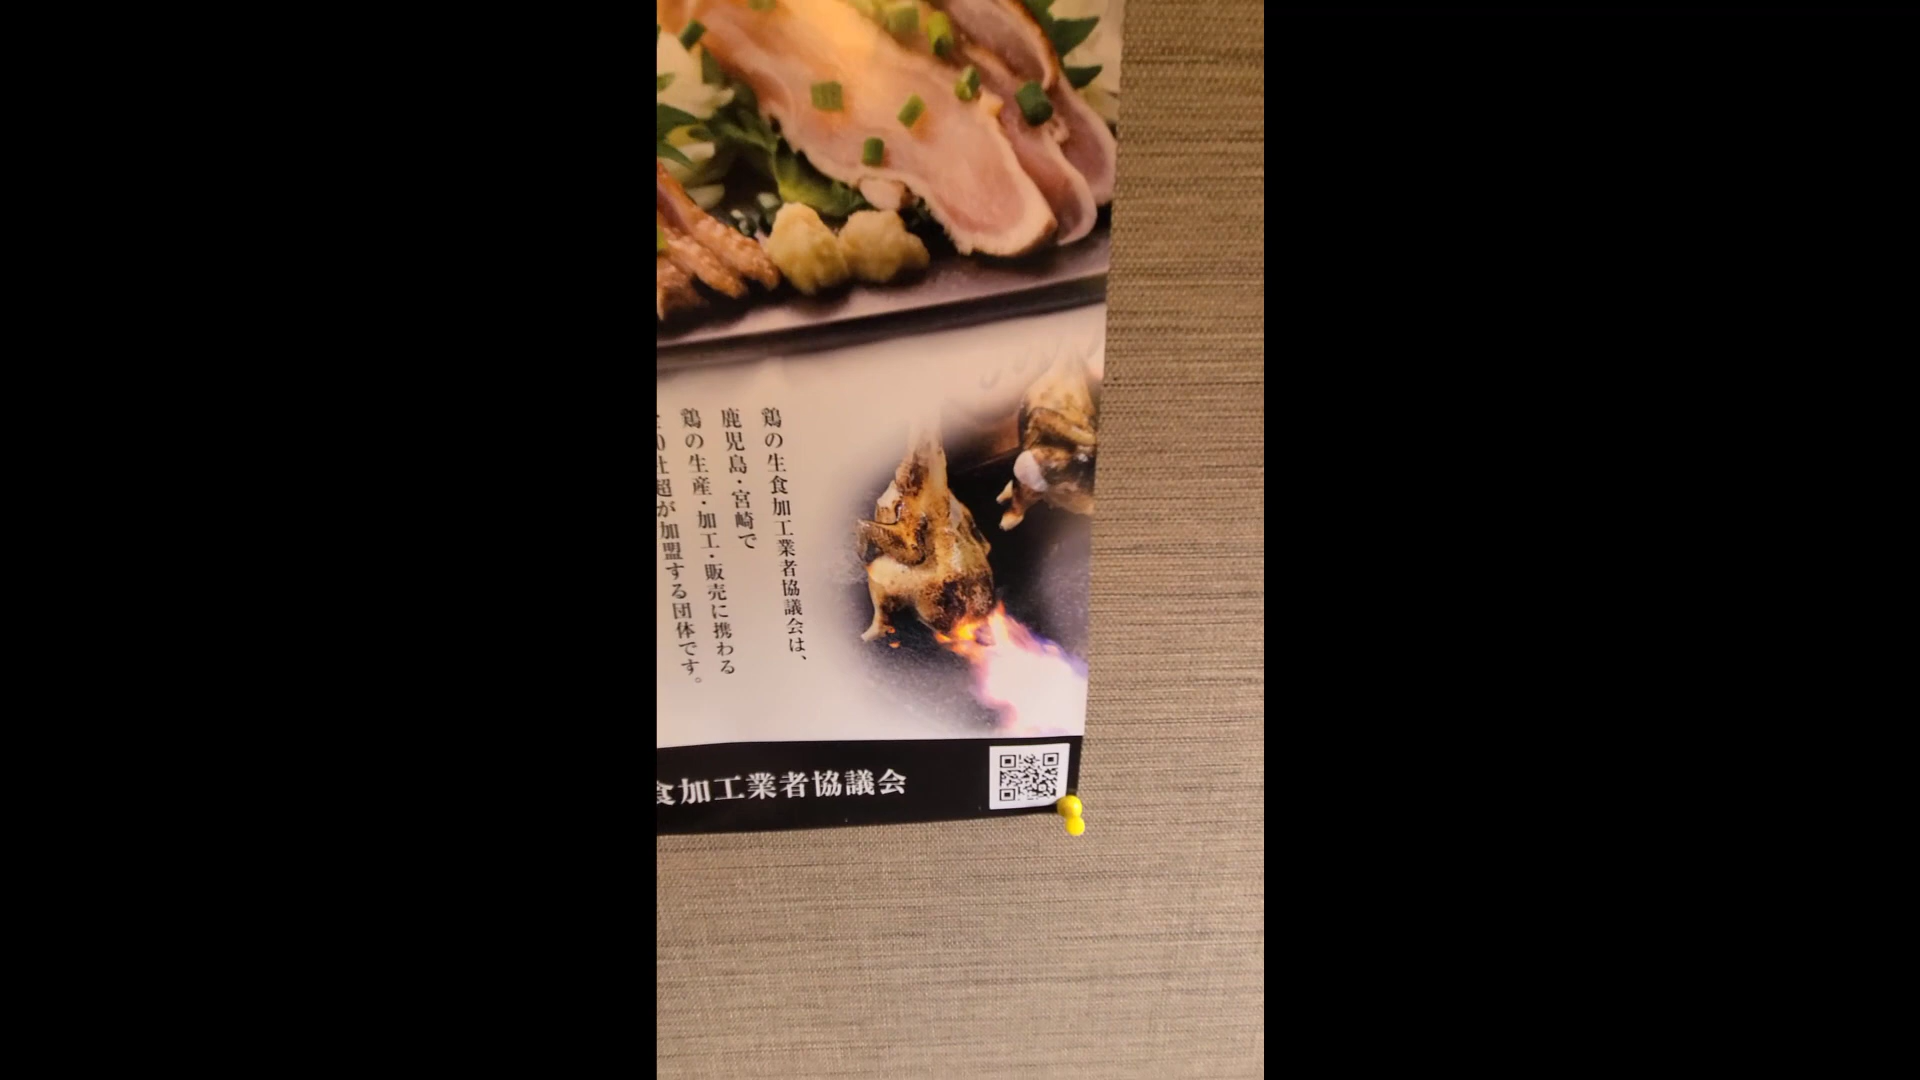 鶏の生食加工業者協議会は、
鹿児島・宮崎で
鶏の生産・加工・販売に携わる
社超が加盟する団体です。
食加工業者協議会